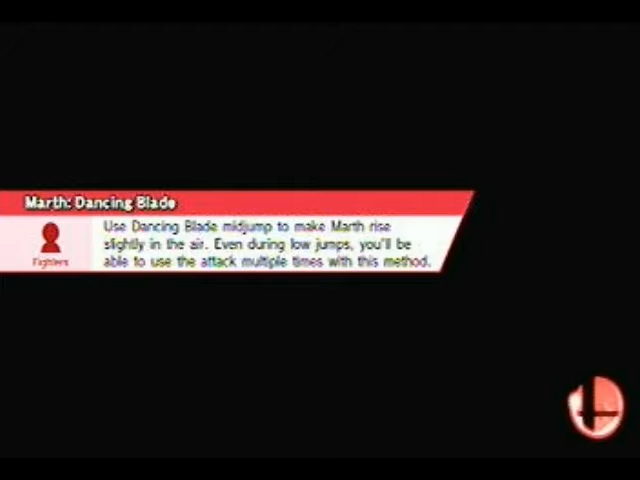 Marth: Dancing Blade
Use Dancing Blade midjump to make Marth rise
slightly in the air. Even during low jumps, you'll be
able to use the attack multiple times with this method.
Fighters